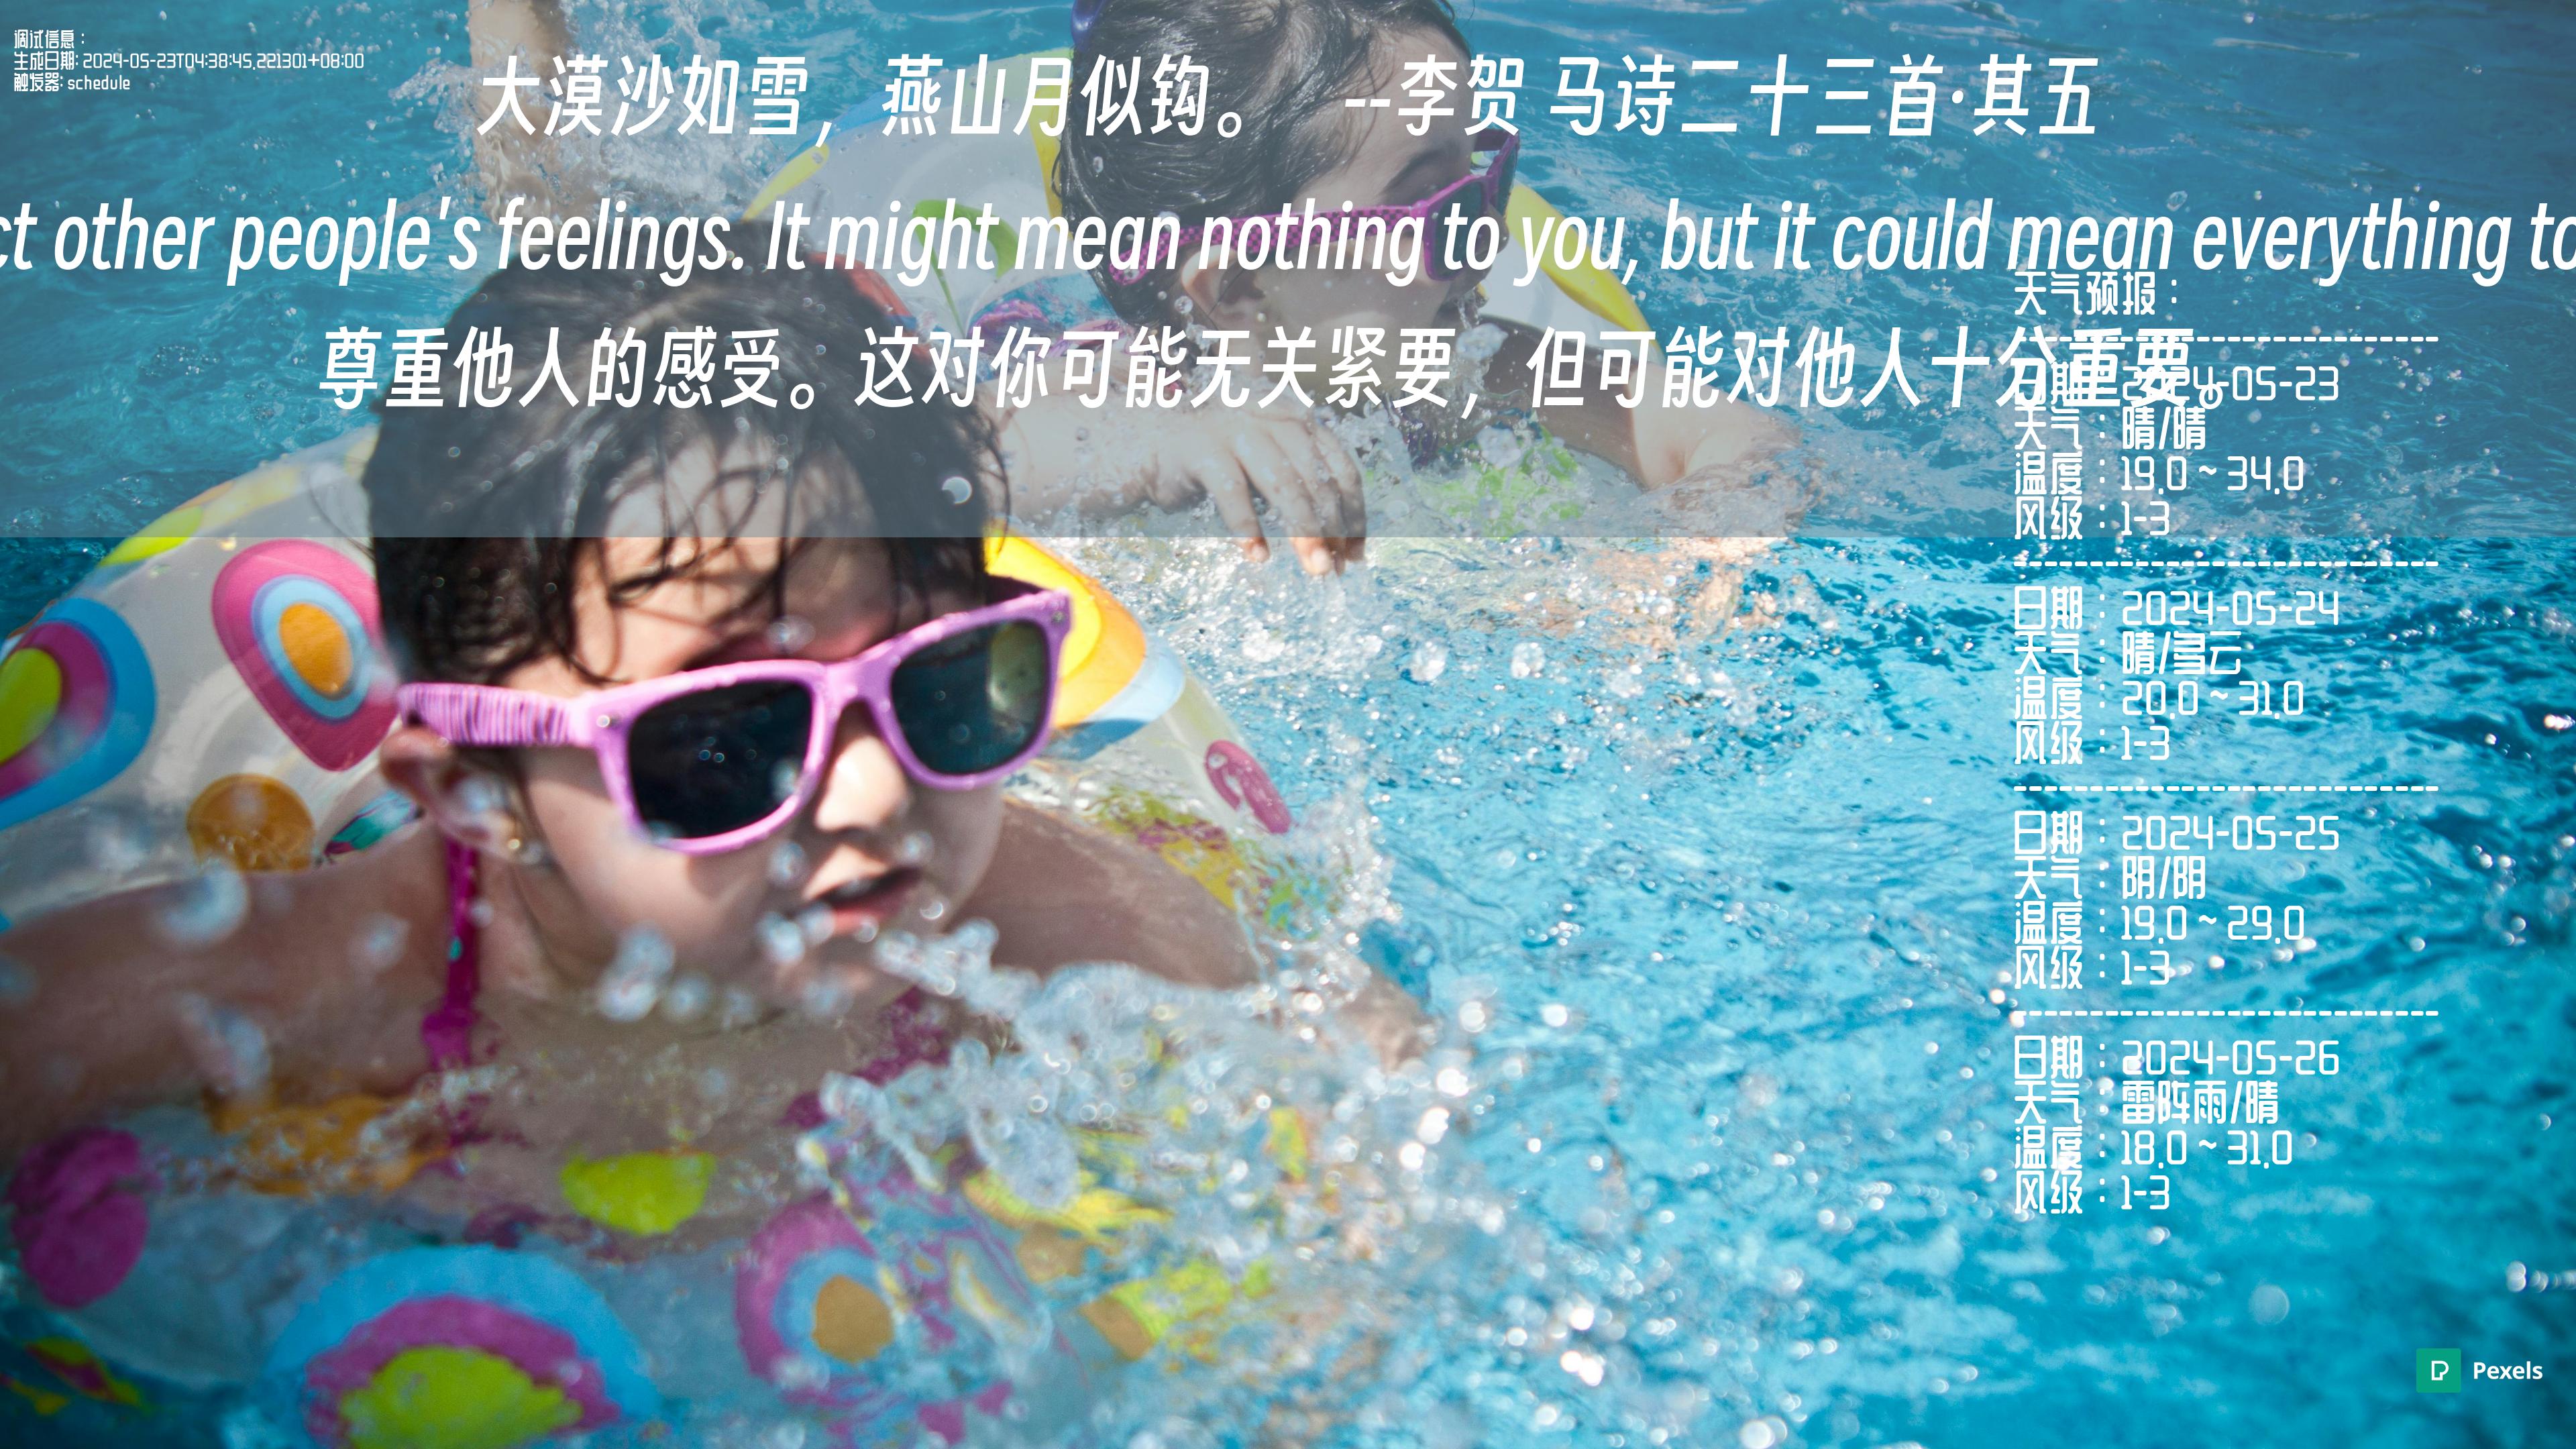 调试信息：
生成日期: 2024-05-23T04:38:45.221301+08:00
触发器: schedule
大漠沙如雪，燕山月似钩。 --李贺 马诗二十三首·其五
ct other people's feelings. It might mean nothing to you, but it could mean everything to
尊重他人的感受。这对你可能无关紧要，但可能对他人十分重要。
天气预报：
---------------------------
日期：2024-05-23
天气：晴/晴
温度：19.0 ~ 34.0
风级：1-3
---------------------------
日期：2024-05-24
天气：晴/多云
温度：20.0 ~ 31.0
风级：1-3
---------------------------
日期：2024-05-25
天气：阴/阴
温度：19.0 ~ 29.0
风级：1-3
---------------------------
日期：2024-05-26
天气：雷阵雨/晴
温度：18.0 ~ 31.0
风级：1-3
Pexels